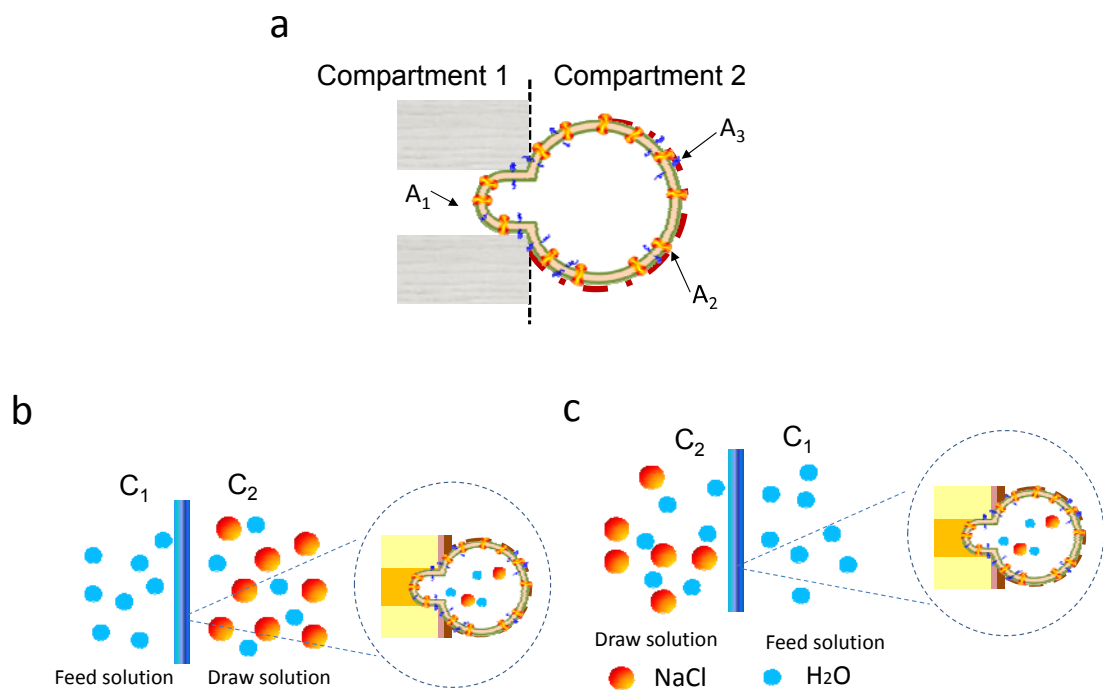 a
Compartment 1 Compartment 2
A₃
A₁
A₂
b
C₁ C₂
Feed solution Draw solution
c
C₂ C₁
Draw solution Feed solution
NaCl H₂O